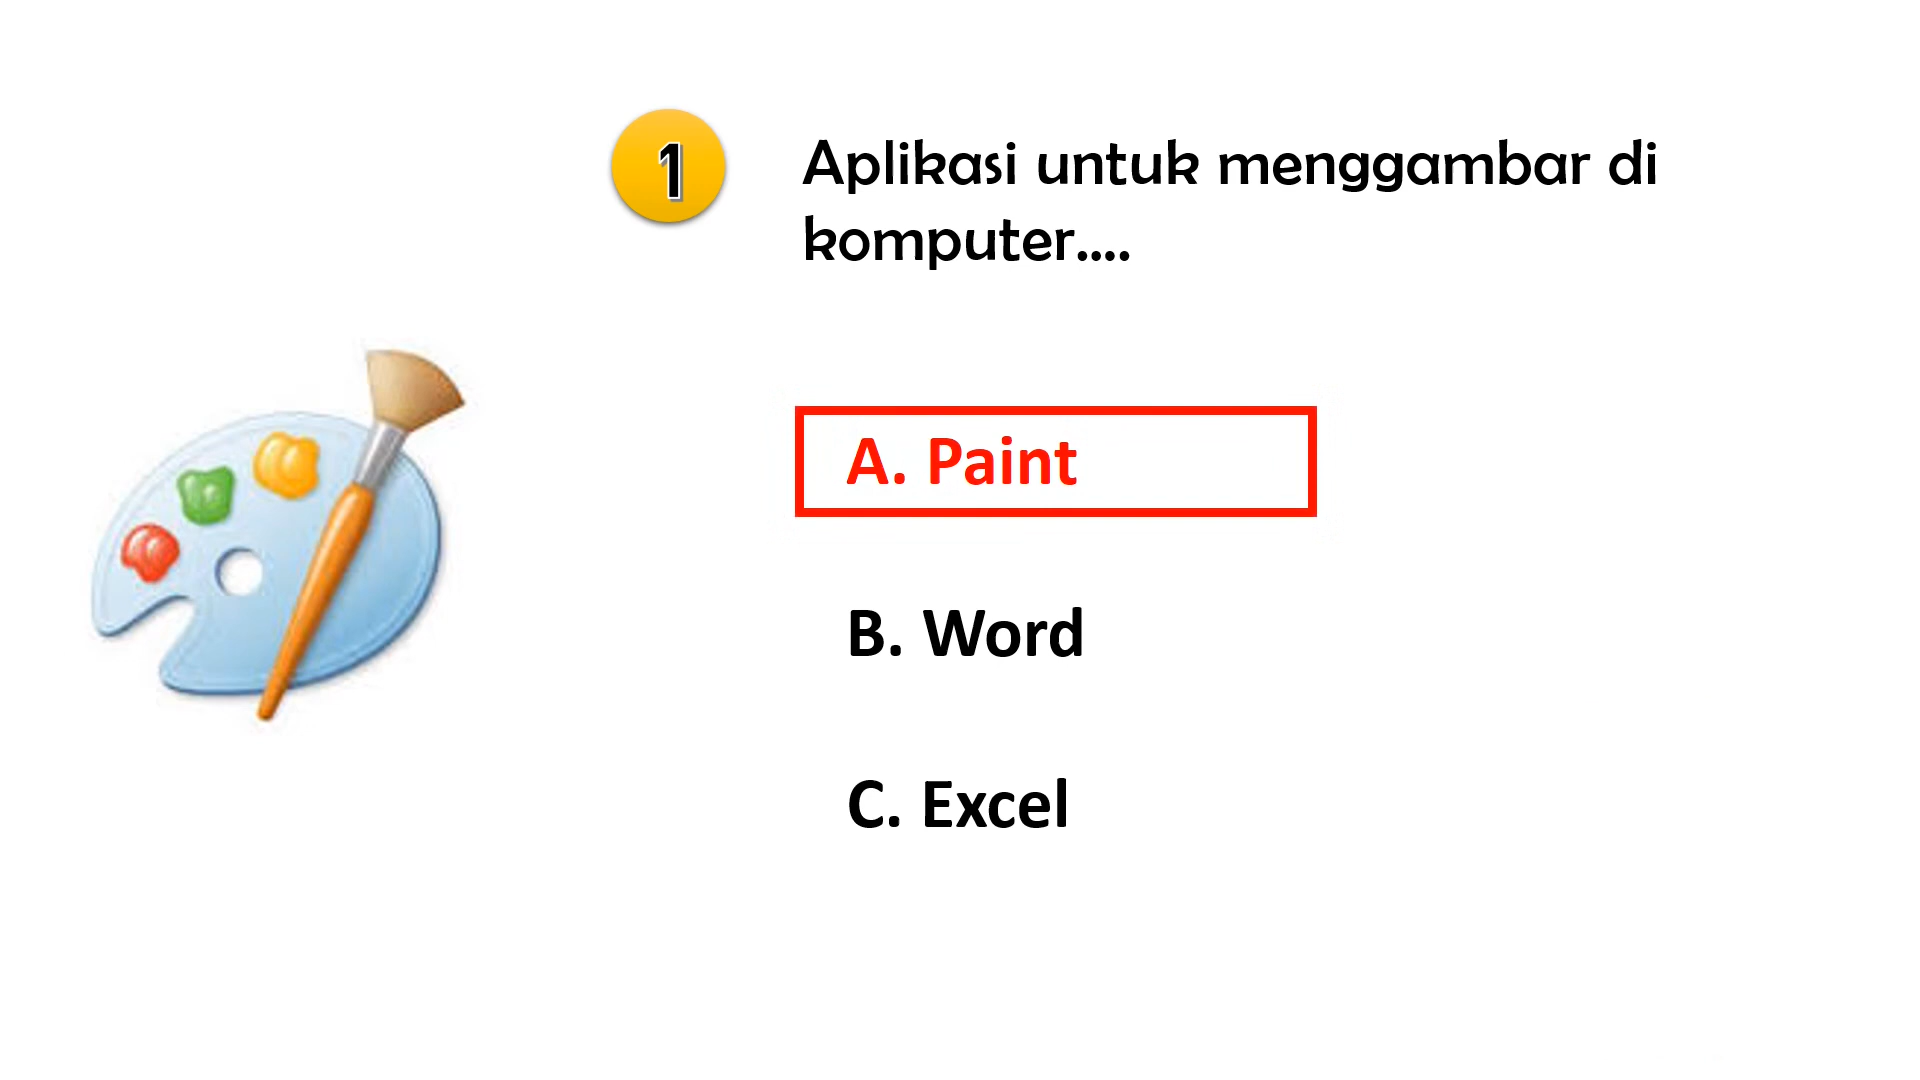 1
Aplikasi untuk menggambar di
komputer....
A. Paint
B. Word
C. Excel